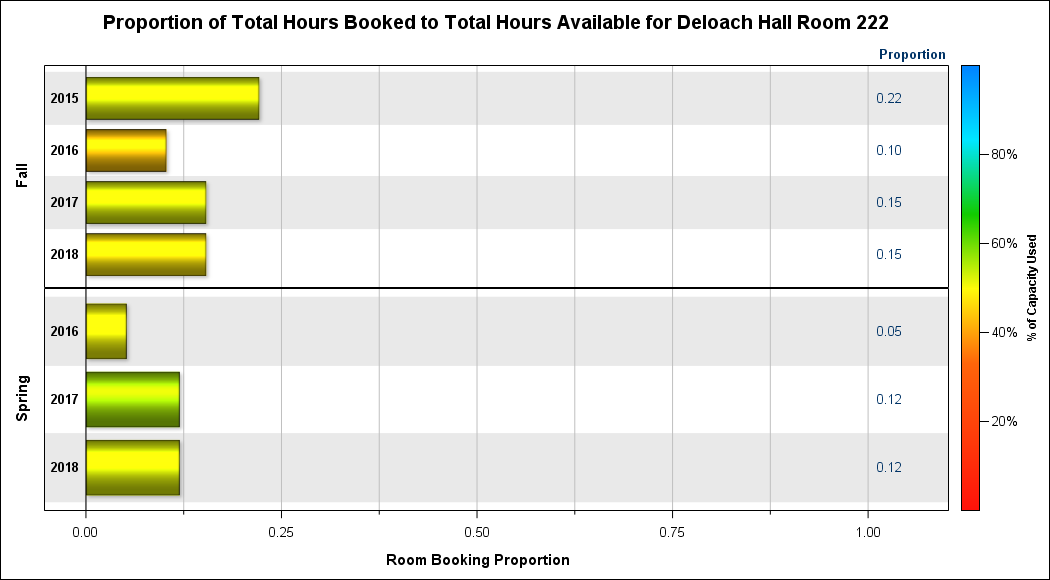 Proportion of Total Hours Booked to Total Hours Available for Deloach Hall Room 222
Proportion
Fall
2015 0.22
2016 0.10
2017 0.15
2018 0.15
Spring
2016 0.05
2017 0.12
2018 0.12
0.00 0.25 0.50 0.75 1.00
Room Booking Proportion
80%
60%
40%
20%
% of Capacity Used